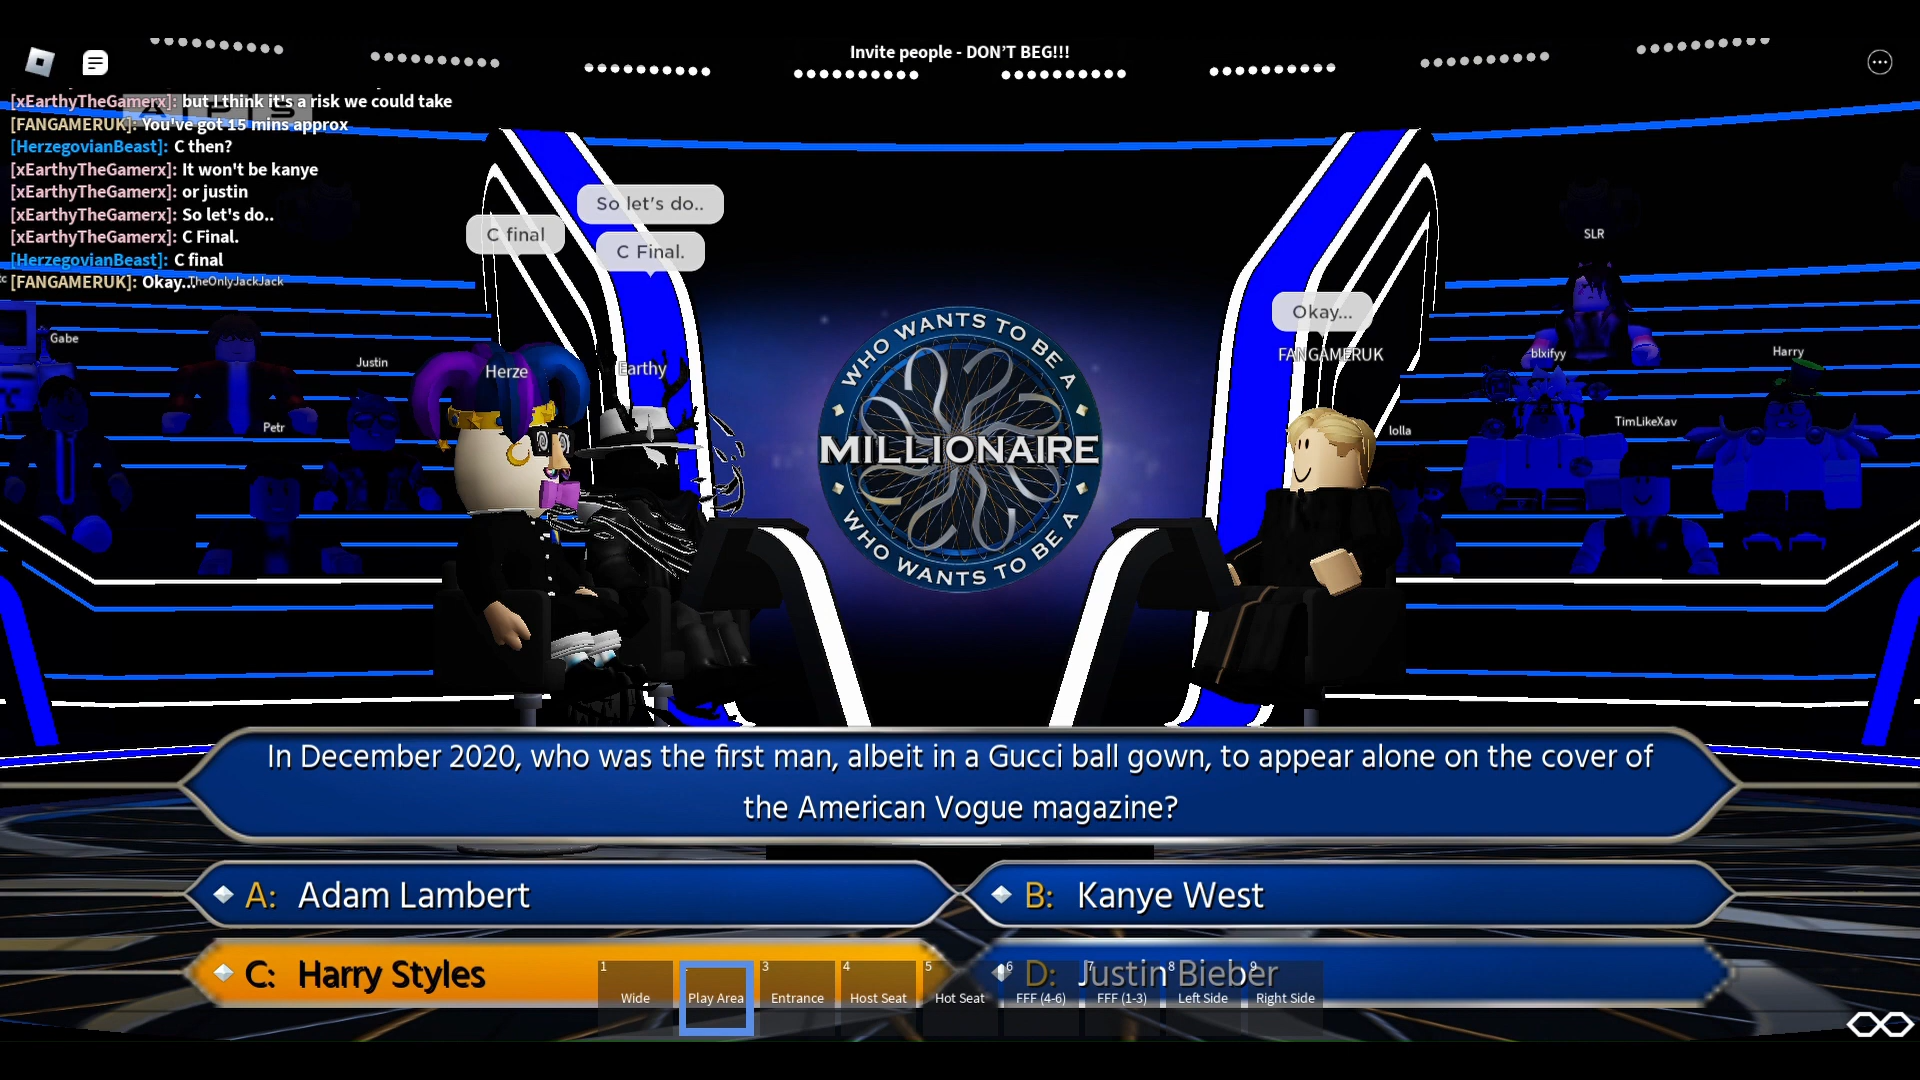 Invite people - DON'T BEG!!!
[xEarthyTheGamerx]: but I think it's a risk we could take
[FANGAMERUK]: You've got 15 mins approx
[HerzegovianBeast]: C then?
[xEarthyTheGamerx]: It won't be kanye
[xEarthyTheGamerx]: or justin
[xEarthyTheGamerx]: So let's do..
[xEarthyTheGamerx]: C Final.
[HerzegovianBeast]: C final
[FANGAMERUK]: Okay...
TheOnlyJackJack
So let's do..
C final
C Final.
SLR
Okay...
Gabe
Justin
Herze
Earthy
FANGAMERUK
blxifyy
Harry
Petr
lolla
TimLikeXav
WHO WANTS TO BE A
MILLIONAIRE
WHO WANTS TO BE A
In December 2020, who was the first man, albeit in a Gucci ball gown, to appear alone on the cover of
the American Vogue magazine?
A: Adam Lambert
B: Kanye West
C: Harry Styles
D: Justin Bieber
1 Wide
Play Area
3 Entrance
4 Host Seat
5 Hot Seat
6 FFF (4-6)
7 FFF (1-3)
8 Left Side
9 Right Side